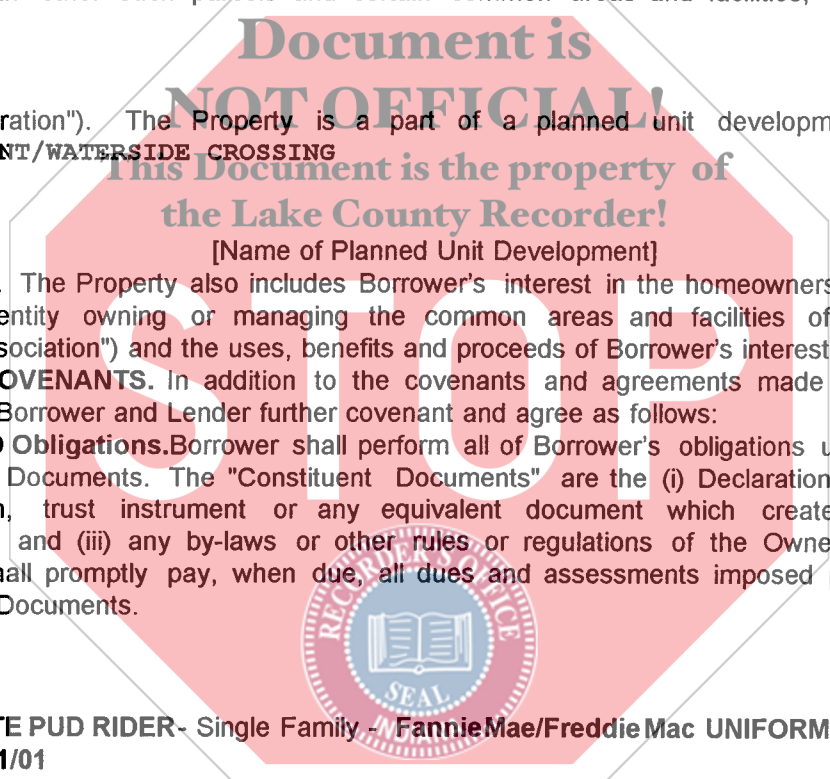 Document is
NOT OFFICIAL!
ration"). The Property is a part of a planned unit developm
NT/WATERSIDE CROSSING
This Document is the property of
the Lake County Recorder!
[Name of Planned Unit Development]
. The Property also includes Borrower's interest in the homeowners
entity owning or managing the common areas and facilities of
sociation") and the uses, benefits and proceeds of Borrower's interest
OVENANTS. In addition to the covenants and agreements made
Borrower and Lender further covenant and agree as follows:
Obligations.Borrower shall perform all of Borrower's obligations u
Documents. The "Constituent Documents" are the (i) Declaration
, trust instrument or any equivalent document which create
and (iii) any by-laws or other rules or regulations of the Owne
all promptly pay, when due, all dues and assessments imposed
Documents.
STOP
RECORDER'S OFFICE
SEAL
INDIANA
TE PUD RIDER- Single Family - Fannie Mae/Freddie Mac UNIFORM
1/01